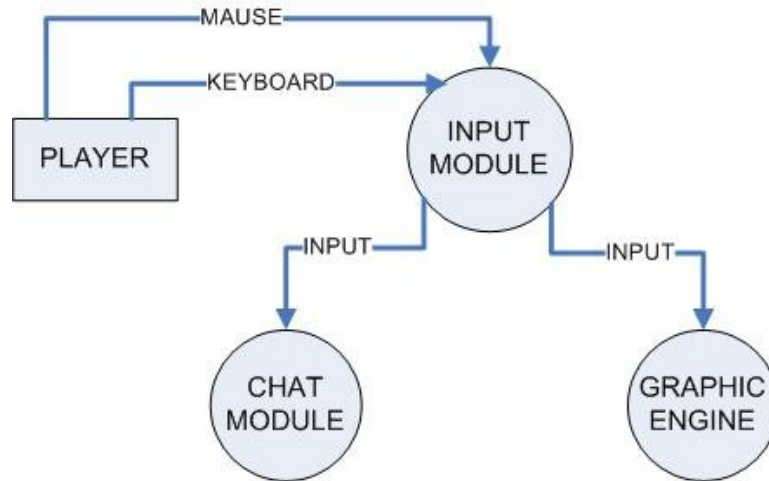 MAUSE
KEYBOARD
PLAYER
INPUT
MODULE
INPUT
INPUT
CHAT
MODULE
GRAPHIC
ENGINE